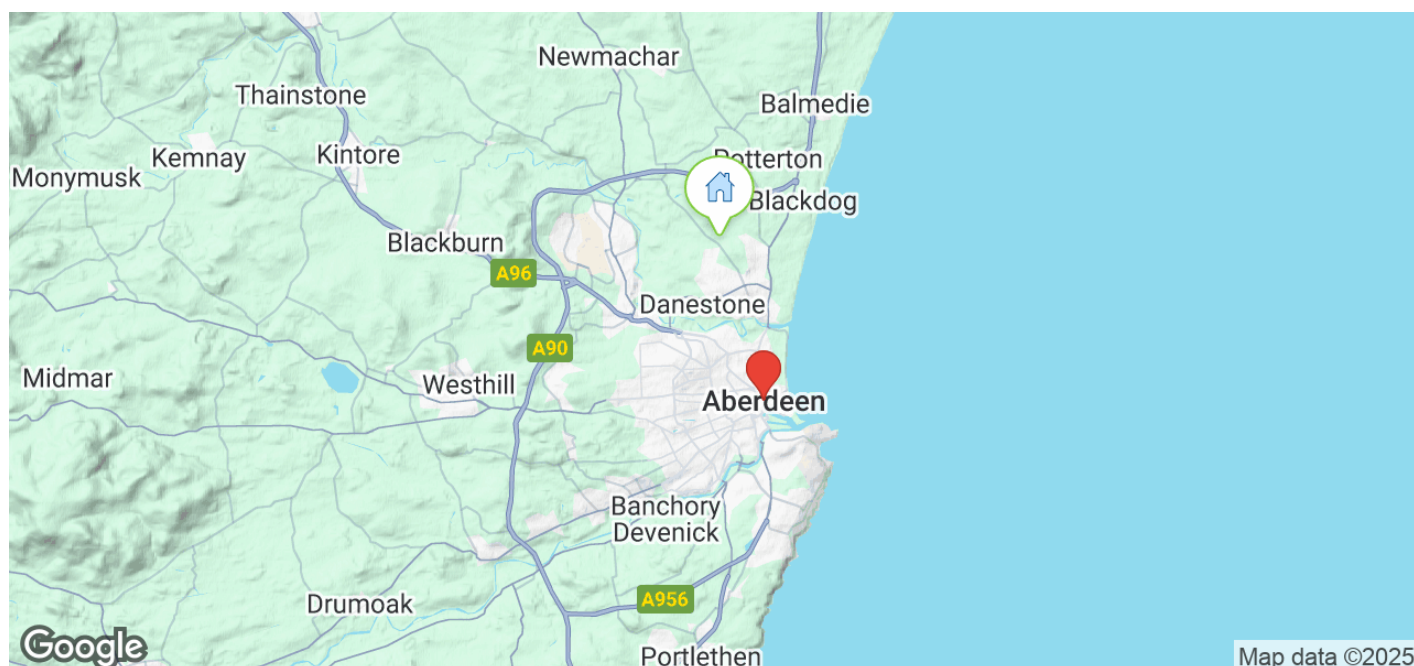 Newmachar
Thainstone
Balmedie
Kemnay
Kintore
Potterton
Monymusk
Blackdog
Blackburn
A96
Danestone
A90
Midmar
Westhill
Aberdeen
Banchory
Devenick
Drumoak
A956
Google
Portlethen
Map data ©2025